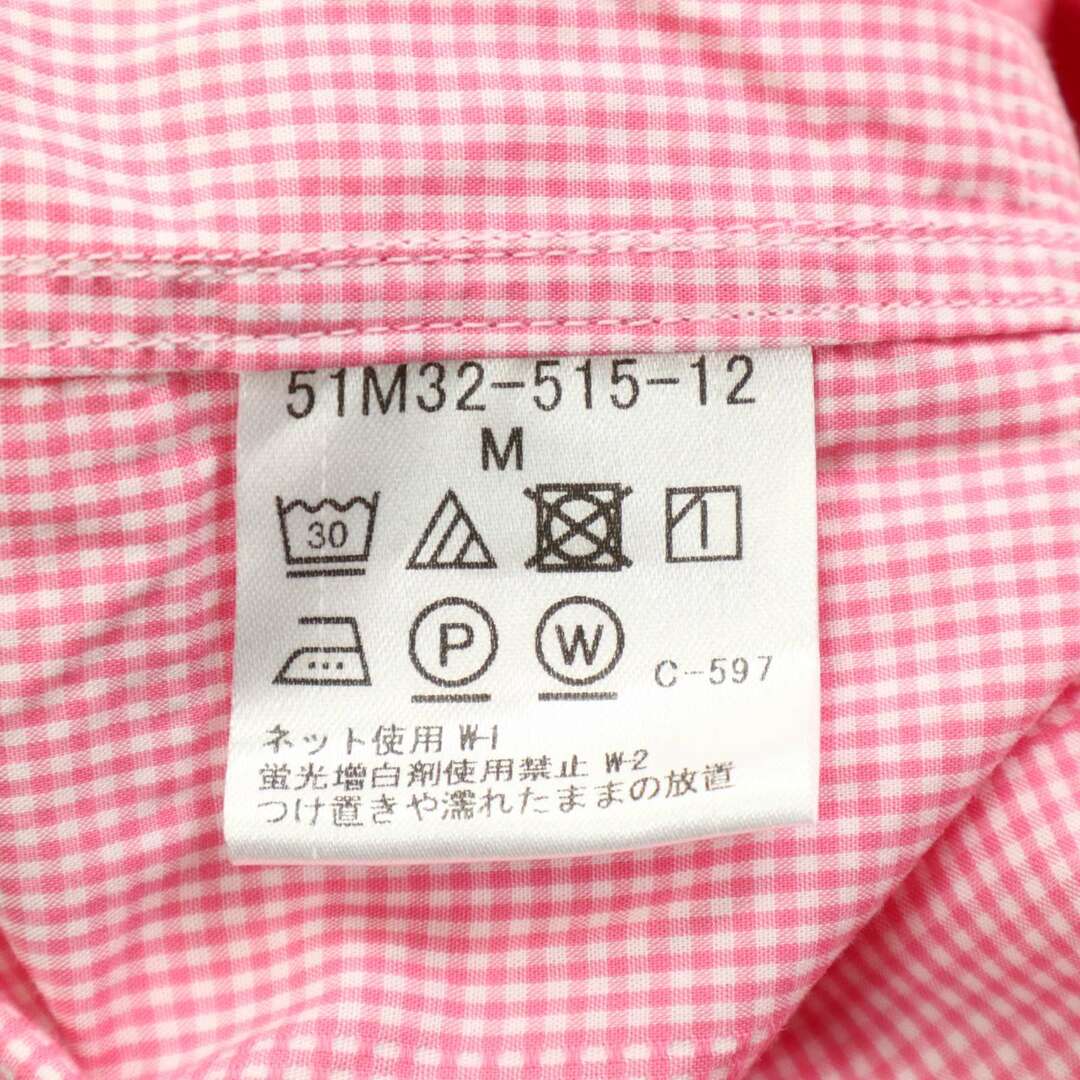 51M32-515-12
M
30
P W C-597
ネット使用 W-1
蛍光増白剤使用禁止 W-2
つけ置きや濡れたままの放置